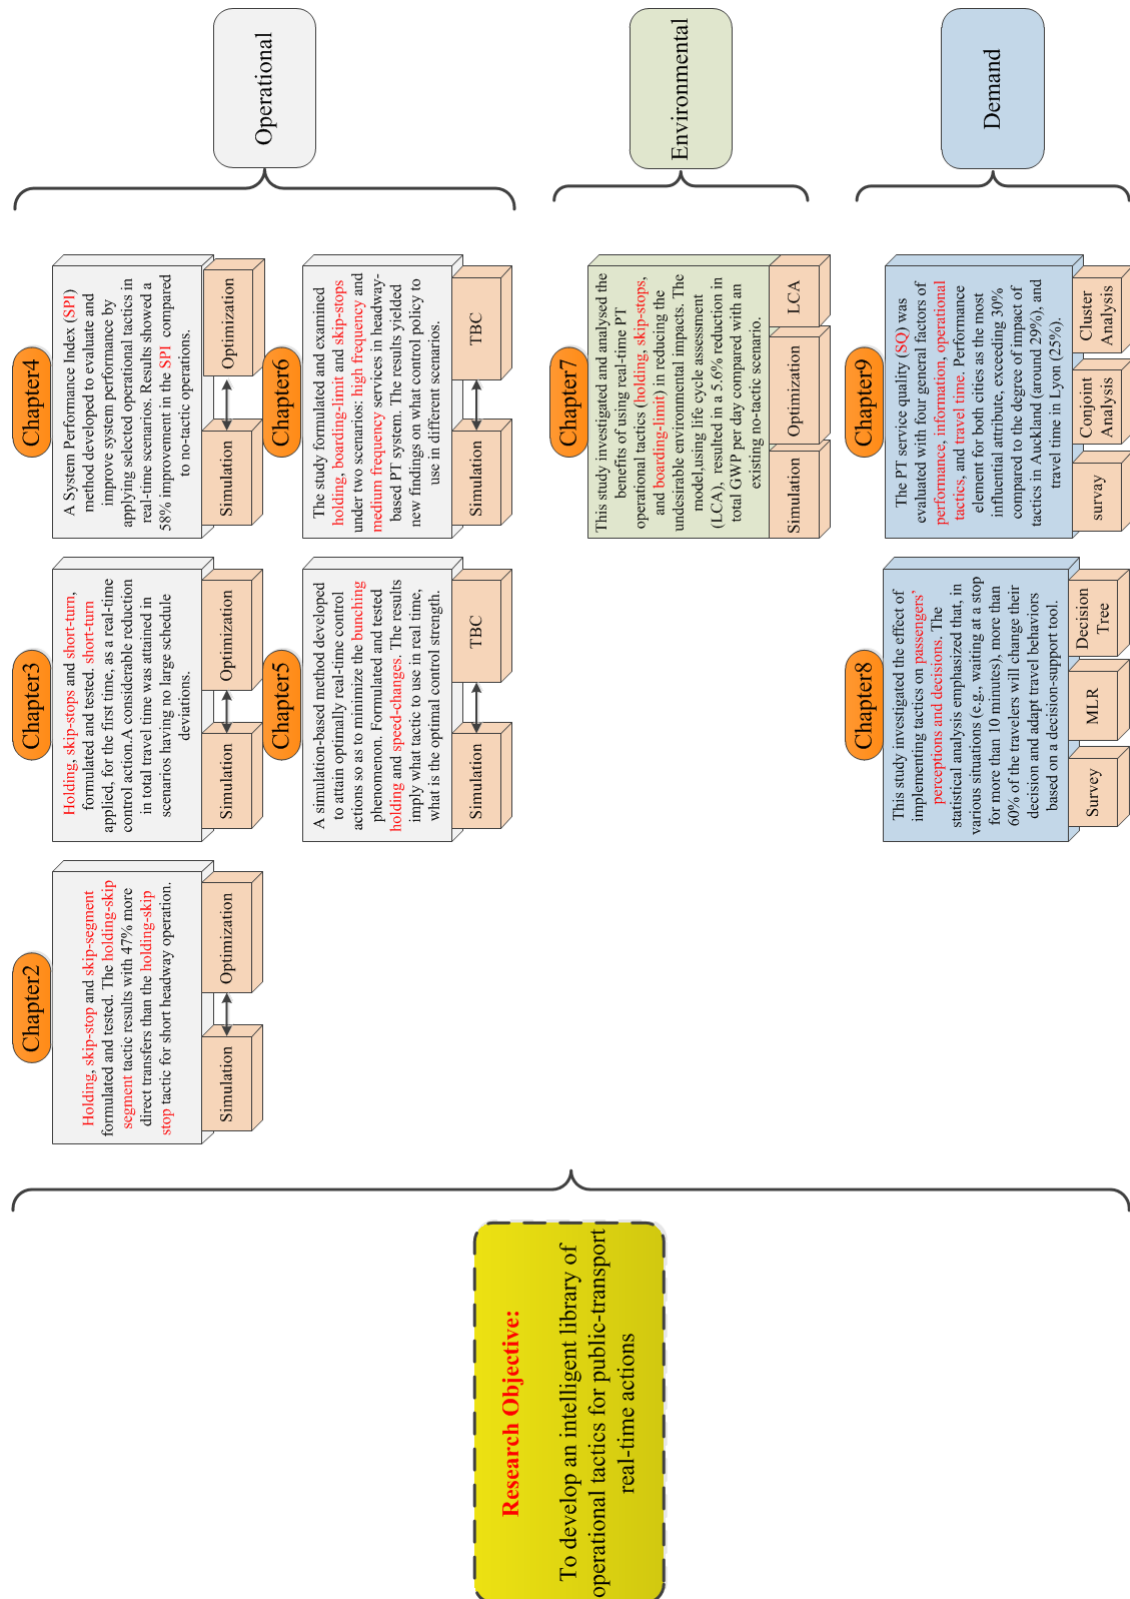 Research Objective:
To develop an intelligent library of
operational tactics for public-transport
real-time actions
Chapter2
Holding, skip-stop and skip-segment
formulated and tested. The holding-skip
segment tactic results with 47% more
direct transfers than the holding-skip
stop tactic for short headway operation.
Simulation
Optimization
Chapter3
Holding, skip-stops and short-turn,
formulated and tested. short-turn
applied, for the first time, as a real-time
control action.A considerable reduction
in total travel time was attained in
scenarios having no large schedule
deviations.
Simulation
Optimization
Chapter4
A System Performance Index (SPI)
method developed to evaluate and
improve system performance by
applying selected operational tactics in
real-time scenarios. Results showed a
58% improvement in the SPI compared
to no-tactic operations.
Simulation
Optimization
Operational
Chapter5
A simulation-based method developed
to attain optimally real-time control
actions so as to minimize the bunching
phenomenon. Formulated and tested
holding and speed-changes. The results
imply what tactic to use in real time,
what is the optimal control strength.
Simulation
TBC
Chapter6
The study formulated and examined
holding, boarding-limit and skip-stops
under two scenarios: high frequency and
medium frequency services in headway-
based PT system. The results yielded
new findings on what control policy to
use in different scenarios.
Simulation
TBC
Chapter7
This study investigated and analysed the
benefits of using real-time PT
operational tactics (holding, skip-stops,
and boarding-limit) in reducing the
undesirable environmental impacts. The
model,using life cycle assessment
(LCA), resulted in a 5.6% reduction in
total GWP per day compared with an
existing no-tactic scenario.
Simulation
Optimization
LCA
Environmental
Chapter8
This study investigated the effect of
implementing tactics on passengers'
perceptions and decisions. The
statistical analysis emphasized that, in
various situations (e.g., waiting at a stop
for more than 10 minutes), more than
60% of the travelers will change their
decision and adapt travel behaviors
based on a decision-support tool.
Survey
MLR
Decision
Tree
Chapter9
The PT service quality (SQ) was
evaluated with four general factors of
performance, information, operational
tactics, and travel time. Performance
element for both cities as the most
influential attribute, exceeding 30%
compared to the degree of impact of
tactics in Auckland (around 29%), and
travel time in Lyon (25%).
survay
Conjoint
Analysis
Cluster
Analysis
Demand